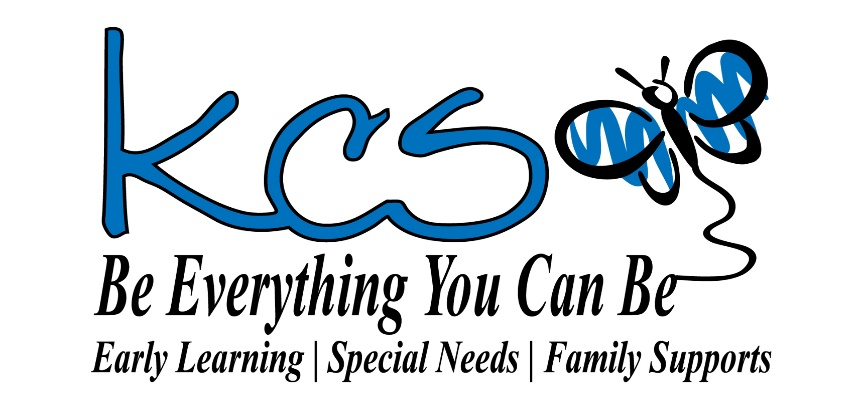 KCS
Be Everything You Can Be
Early Learning | Special Needs | Family Supports